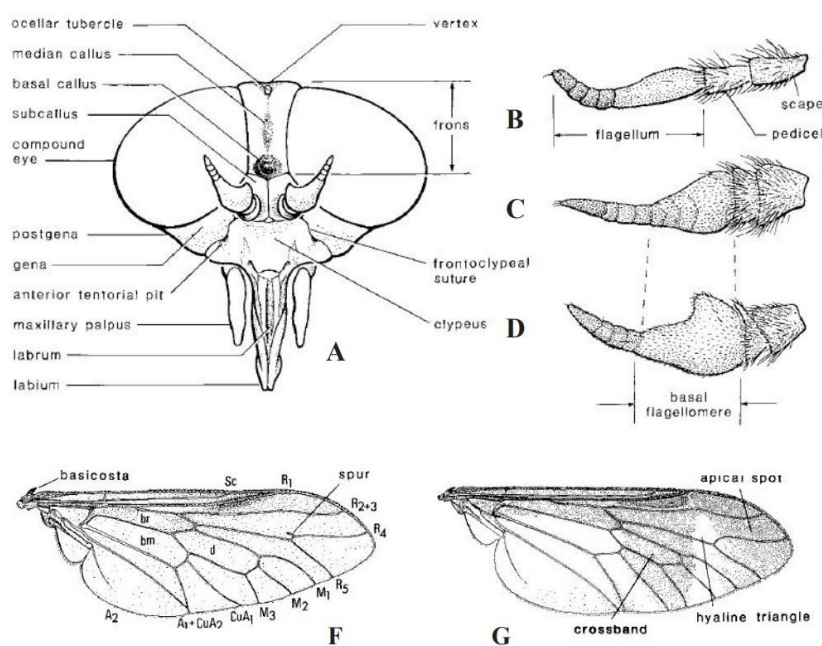 ocellar tubercle
median callus
basal callus
subcallus
compound
eye
postgena
gena
anterior tentorial pit
maxillary palpus
labrum
labium
vertex
frons
frontoclypeal
suture
clypeus
A
B
scape
pedicel
flagellum
C
D
basal
flagellomere
basicosta
Sc
R1
spur
R2+3
R4
br
bm
d
R5
M1
M2
M3
CuA1
A1+CuA2
A2
F
apical spot
hyaline triangle
crossband
G